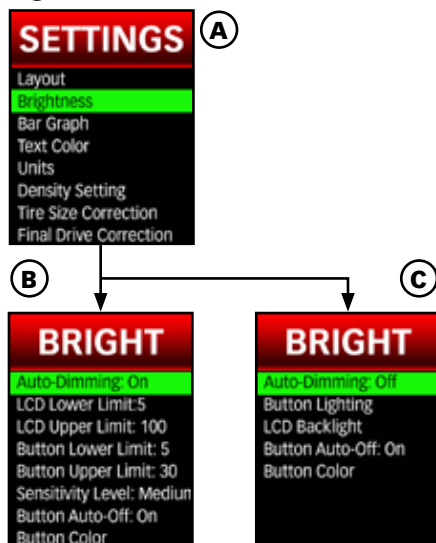 SETTINGS
A
Layout
Brightness
Bar Graph
Text Color
Units
Density Setting
Tire Size Correction
Final Drive Correction
B
C
BRIGHT
Auto-Dimming: On
LCD Lower Limit:5
LCD Upper Limit: 100
Button Lower Limit: 5
Button Upper Limit: 30
Sensitivity Level: Medium
Button Auto-Off: On
Button Color
BRIGHT
Auto-Dimming: Off
Button Lighting
LCD Backlight
Button Auto-Off: On
Button Color